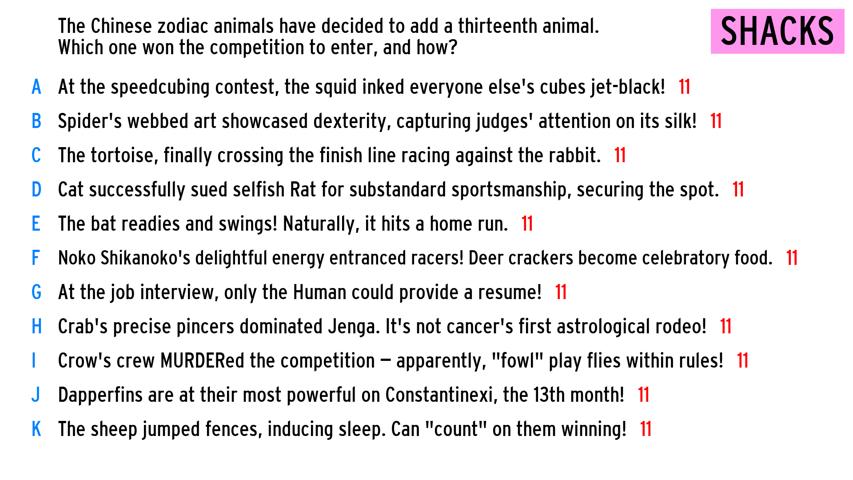 The Chinese zodiac animals have decided to add a thirteenth animal.
Which one won the competition to enter, and how?
SHACKS
A At the speedcubing contest, the squid inked everyone else's cubes jet-black! 11
B Spider's webbed art showcased dexterity, capturing judges' attention on its silk! 11
C The tortoise, finally crossing the finish line racing against the rabbit. 11
D Cat successfully sued selfish Rat for substandard sportsmanship, securing the spot. 11
E The bat readies and swings! Naturally, it hits a home run. 11
F Noko Shikanoko's delightful energy entranced racers! Deer crackers become celebratory food. 11
G At the job interview, only the Human could provide a resume! 11
H Crab's precise pincers dominated Jenga. It's not cancer's first astrological rodeo! 11
I Crow's crew MURDERed the competition – apparently, "fowl" play flies within rules! 11
J Dapperfins are at their most powerful on Constantinexi, the 13th month! 11
K The sheep jumped fences, inducing sleep. Can "count" on them winning! 11